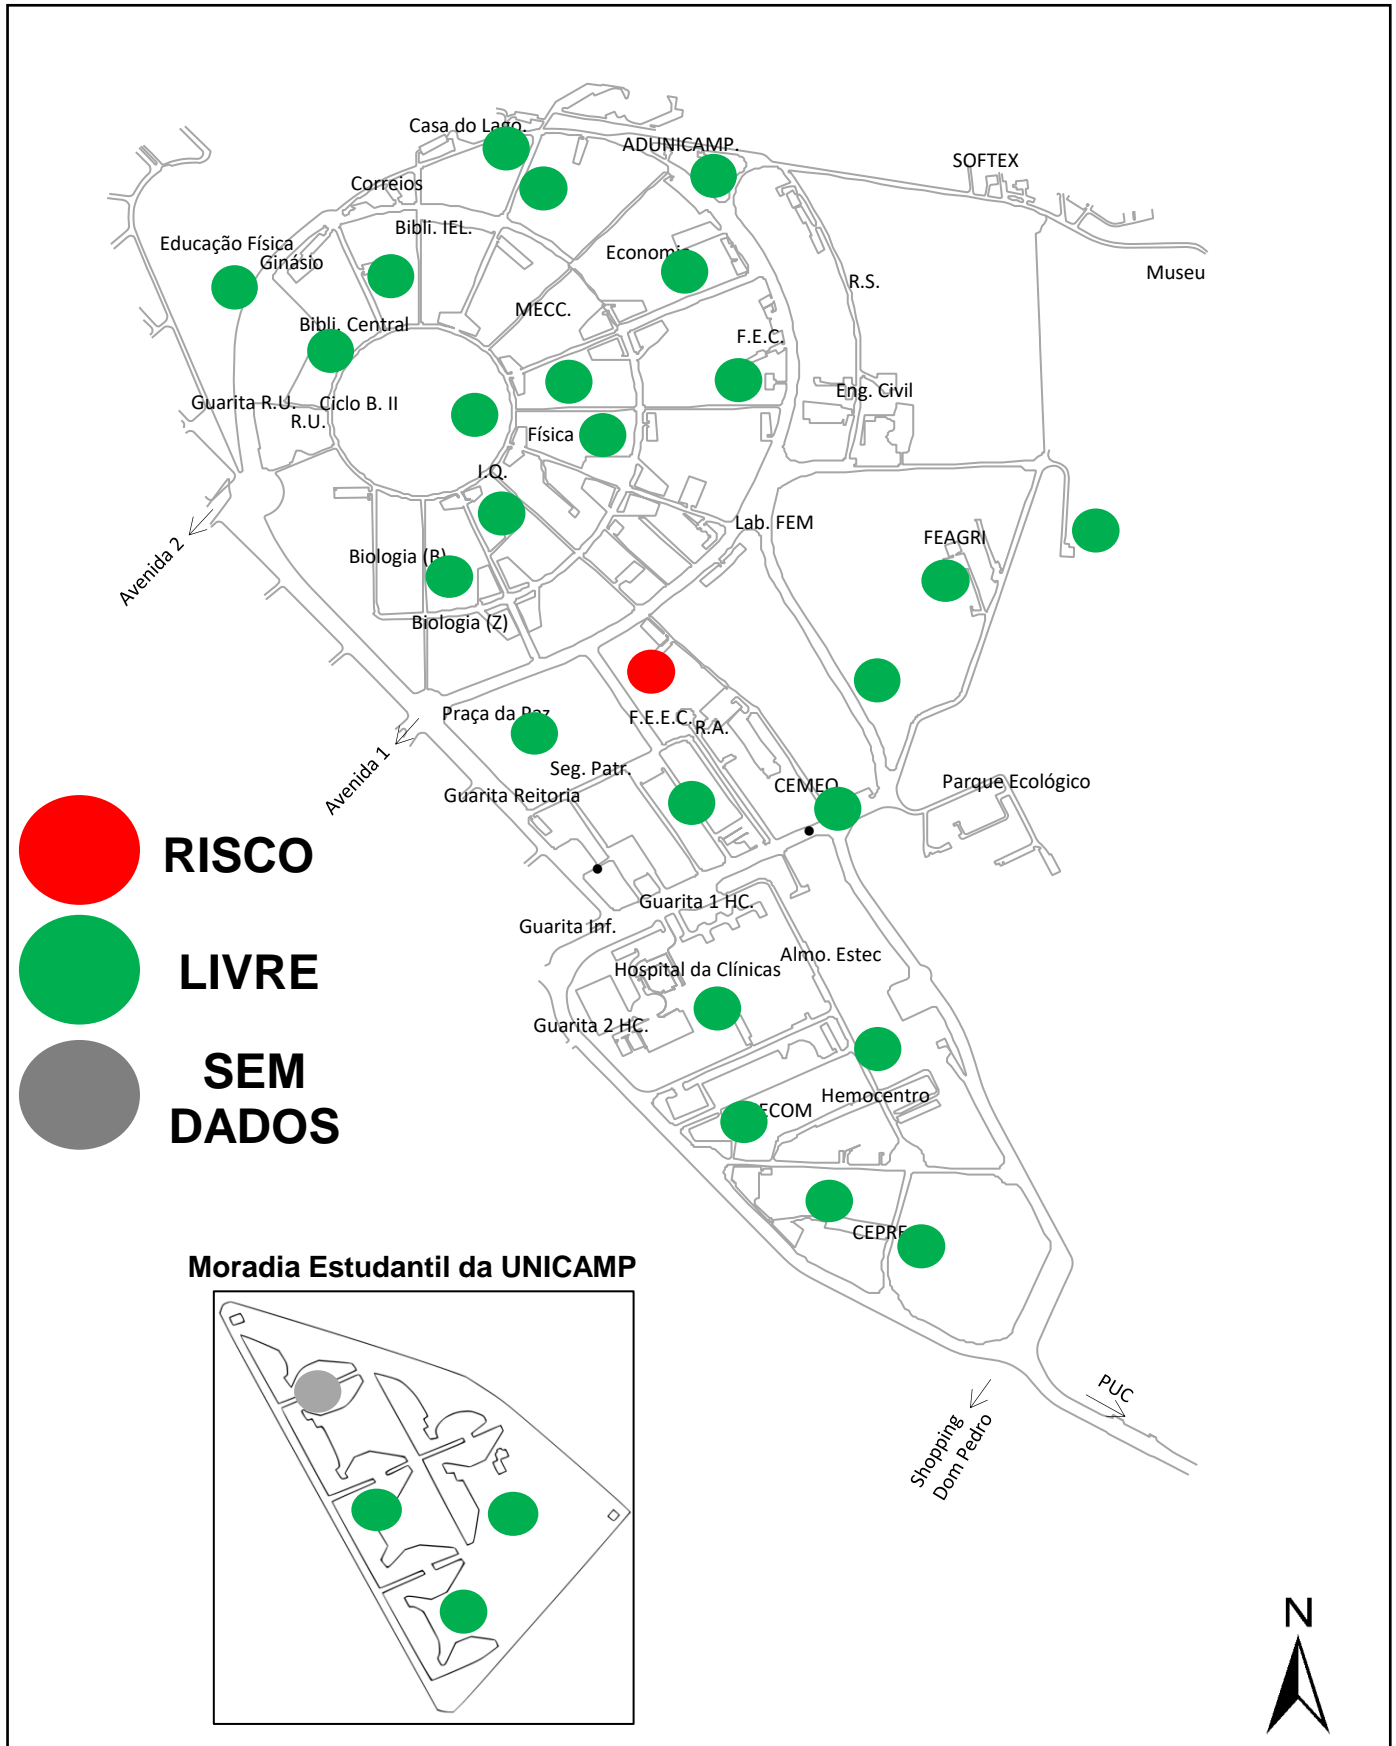 Casa do Lago.
ADUNICAMP.
SOFTEX
Correios
Bibli. IEL.
Educação Física
Ginásio
Economia
Museu
R.S.
MECC.
Bibli. Central
F.E.C.
Eng. Civil
Guarita R.U.
Ciclo B. II
R.U.
Física
I.Q.
Lab. FEM
FEAGRI
Avenida 2
Biologia (B)
Biologia (Z)
Praça da Paz
F.E.E.C.
R.A.
Avenida 1
Seg. Patr.
Guarita Reitoria
CEMEQ
Parque Ecológico
RISCO
Guarita 1 HC.
Guarita Inf.
Almo. Estec
LIVRE
Hospital da Clínicas
Guarita 2 HC.
SEM
DADOS
Hemocentro
ECOM
CEPRE
Moradia Estudantil da UNICAMP
PUC
Shopping
Dom Pedro
N